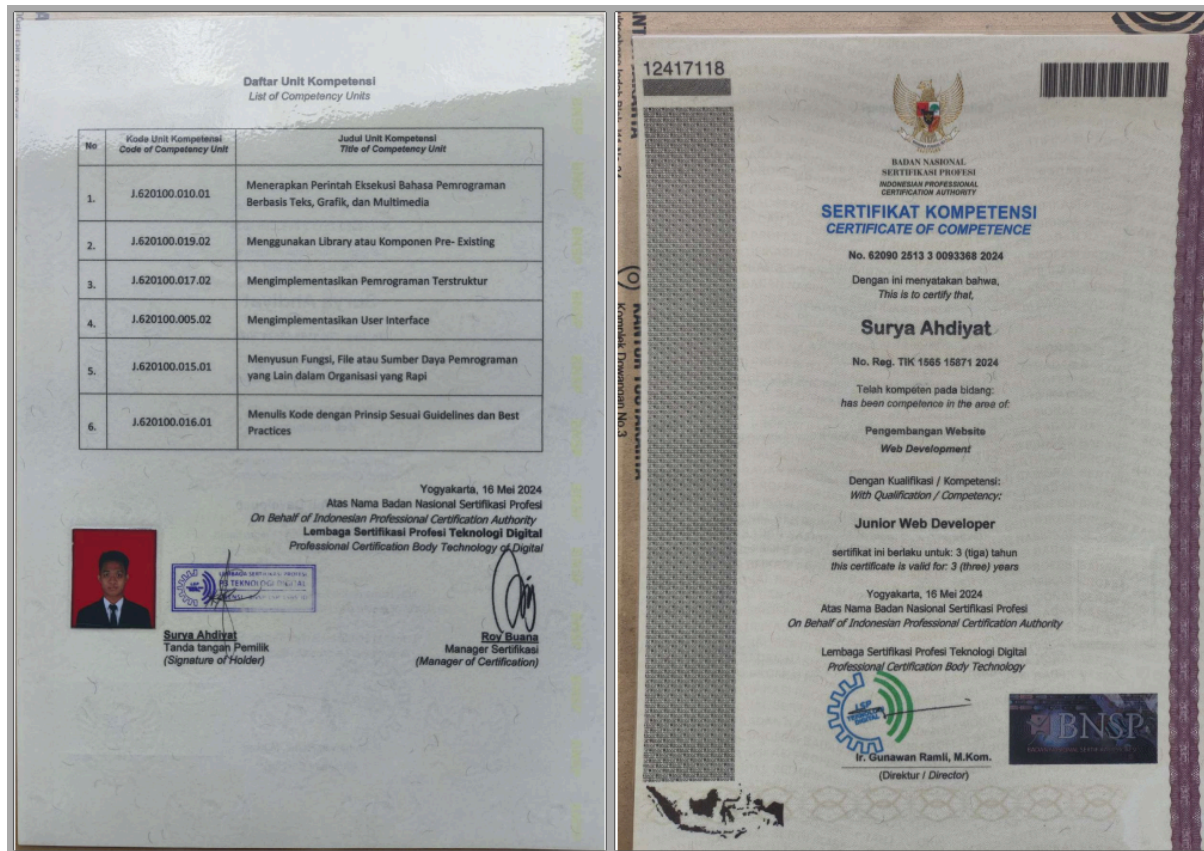 Daftar Unit Kompetensi
List of Competency Units
No
Kode Unit Kompetensi
Code of Competency Unit
Judul Unit Kompetensi
Title of Competency Unit
1.
J.620100.010.01
Menerapkan Perintah Eksekusi Bahasa Pemrograman
Berbasis Teks, Grafik, dan Multimedia
2.
J.620100.019.02
Menggunakan Library atau Komponen Pre- Existing
3.
J.620100.017.02
Mengimplementasikan Pemrograman Terstruktur
4.
J.620100.005.02
Mengimplementasikan User Interface
5.
J.620100.015.01
Menyusun Fungsi, File atau Sumber Daya Pemrograman
yang Lain dalam Organisasi yang Rapi
6.
J.620100.016.01
Menulis Kode dengan Prinsip Sesuai Guidelines dan Best
Practices
Yogyakarta, 16 Mei 2024
Atas Nama Badan Nasional Sertifikasi Profesi
On Behalf of Indonesian Professional Certification Authority
Lembaga Sertifikasi Profesi Teknologi Digital
Professional Certification Body Technology of Digital
LEMBAGA SERTIFIKASI PROFESI
TEKNOLOGI DIGITAL
Surya Ahdiyat
Tanda tangan Pemilik
(Signature of Holder)
Roy Buana
Manager Sertifikasi
(Manager of Certification)
12417118
BADAN NASIONAL
SERTIFIKASI PROFESI
INDONESIAN PROFESSIONAL
CERTIFICATION AUTHORITY
SERTIFIKAT KOMPETENSI
CERTIFICATE OF COMPETENCE
No. 62090 2513 3 0093368 2024
Dengan ini menyatakan bahwa,
This is to certify that,
Surya Ahdiyat
No. Reg. TIK 1565 15871 2024
Telah kompeten pada bidang:
has been competence in the area of:
Pengembangan Website
Web Development
Dengan Kualifikasi / Kompetensi:
With Qualification / Competency:
Junior Web Developer
sertifikat ini berlaku untuk: 3 (tiga) tahun
this certificate is valid for: 3 (three) years
Yogyakarta, 16 Mei 2024
Atas Nama Badan Nasional Sertifikasi Profesi
On Behalf of Indonesian Professional Certification Authority
Lembaga Sertifikasi Profesi Teknologi Digital
Professional Certification Body Technology
LSP
TEKNOLOGI
DIGITAL
BNSP
Ir. Gunawan Ramli, M.Kom.
(Direktur / Director)